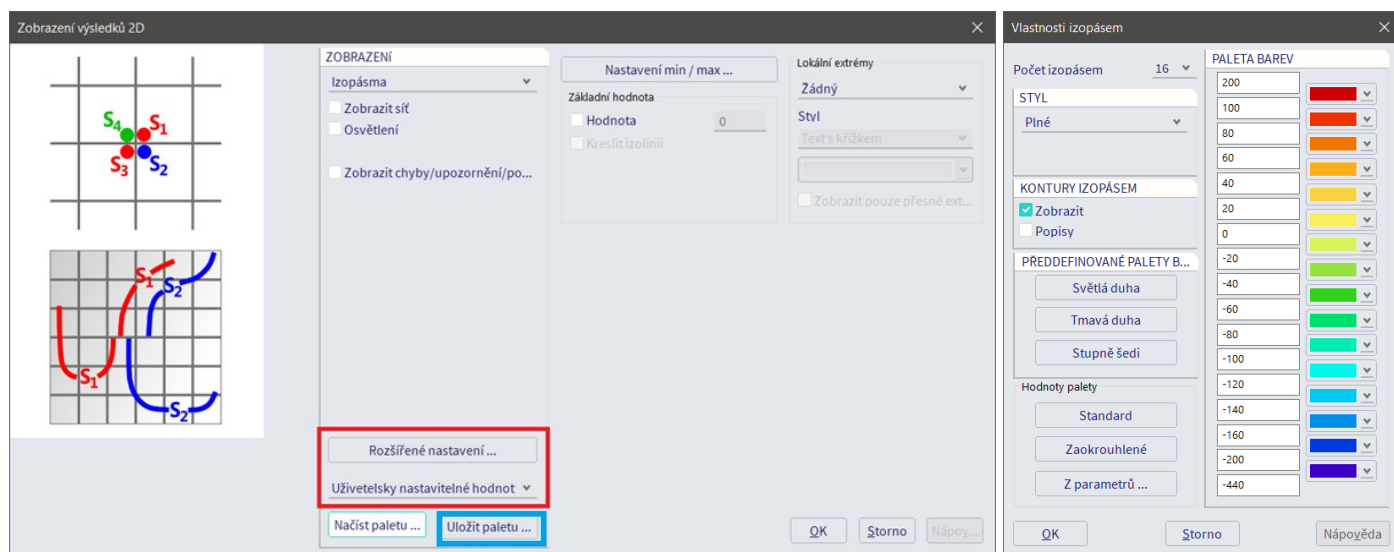 Zobrazení výsledků 2D
S4
S1
S3
S2
S1
S2
S1
S2
ZOBRAZENÍ
Izopásma
Zobrazit síť
Osvětlení
Zobrazit chyby/upozornění/po...
Rozšířené nastavení ...
Uživetelsky nastavitelné hodnot
Načíst paletu ...
Uložit paletu ...
Nastavení min / max ...
Základní hodnota
Hodnota
0
Kreslit izolinii
Lokální extrémy
Žádný
Styl
Text s křížkem
Zobrazit pouze přesné ext...
OK
Storno
Nápov...
Vlastnosti izopásem
Počet izopásem
16
STYL
Plné
KONTURY IZOPÁSEM
Zobrazit
Popisy
PŘEDDEFINOVANÉ PALETY B...
Světlá duha
Tmavá duha
Stupně šedi
Hodnoty palety
Standard
Zaokrouhlené
Z parametrů ...
PALETA BAREV
200
100
80
60
40
20
0
-20
-40
-60
-80
-100
-120
-140
-160
-200
-440
OK
Storno
Nápověda